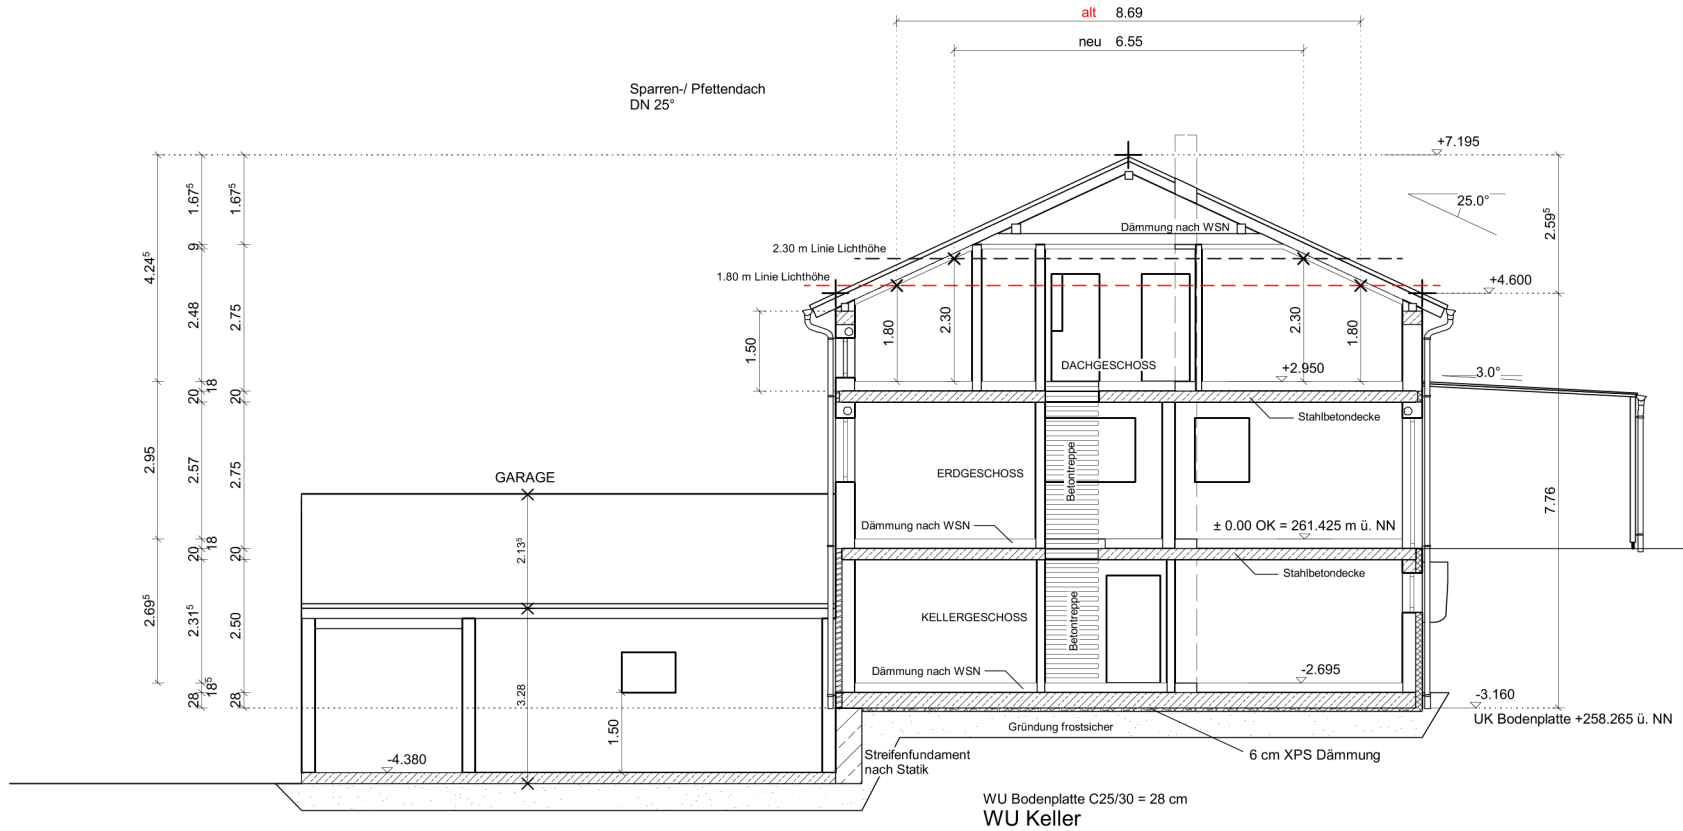 alt 8.69
neu 6.55
Sparren-/ Pfettendach
DN 25°
+7.195
1.67⁵
1.67⁵
25.0°
2.59⁵
Dämmung nach WSN
2.30 m Linie Lichthöhe
9
4.24⁵
1.80 m Linie Lichthöhe
+4.600
2.48
2.75
1.50
1.80
2.30
2.30
1.80
DACHGESCHOSS
+2.950
3.0°
20
18
20
Stahlbetondecke
2.95
2.57
2.75
GARAGE
ERDGESCHOSS
Betontreppe
7.76
Dämmung nach WSN
± 0.00 OK = 261.425 m ü. NN
2.13⁵
20
18
20
Stahlbetondecke
2.69⁵
2.31⁵
2.50
KELLERGESCHOSS
Betontreppe
Dämmung nach WSN
-2.695
28
18⁵
28
3.28
1.50
-3.160
UK Bodenplatte +258.265 ü. NN
Gründung frostsicher
-4.380
Streifenfundament
nach Statik
6 cm XPS Dämmung
WU Bodenplatte C25/30 = 28 cm
WU Keller